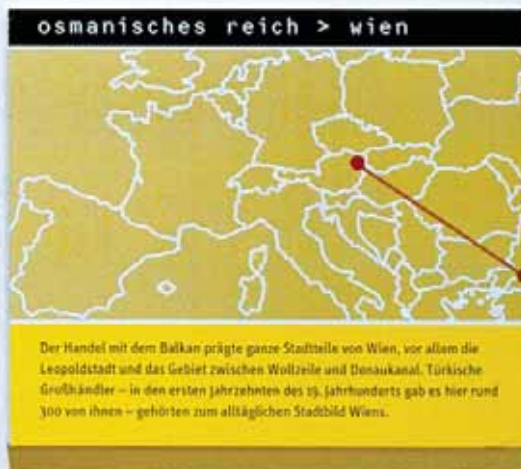 osmanisches reich > wien
Der Handel mit dem Balkan prägte ganze Stadtteile von Wien, vor allem die
Leopoldstadt und das Gebiet zwischen Wollzeile und Donaukanal. Türkische
Großhändler – in den ersten Jahrzehnten des 19. Jahrhunderts gab es hier rund
300 von ihnen – gehörten zum alltäglichen Stadtbild Wiens.